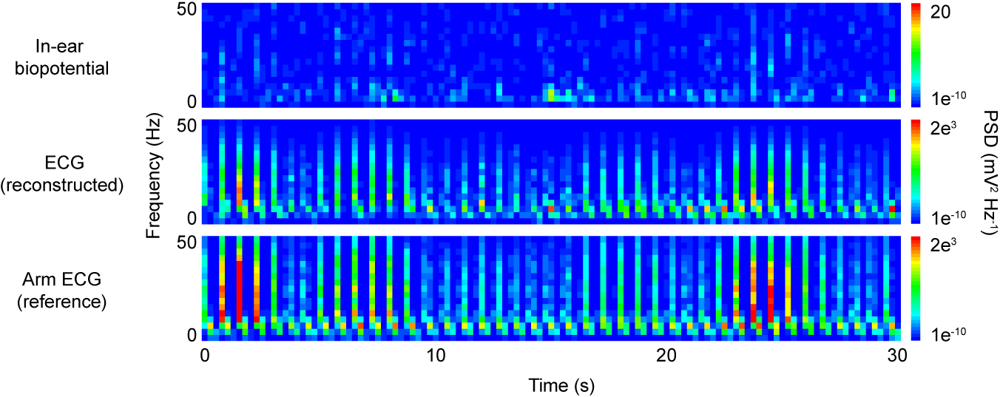 50
In-ear
biopotential
0
20
1e-10
50
ECG
(reconstructed)
0
2e3
1e-10
50
Arm ECG
(reference)
0
2e3
1e-10
Frequency (Hz)
PSD (mV2 Hz-1)
0 10 20 30
Time (s)